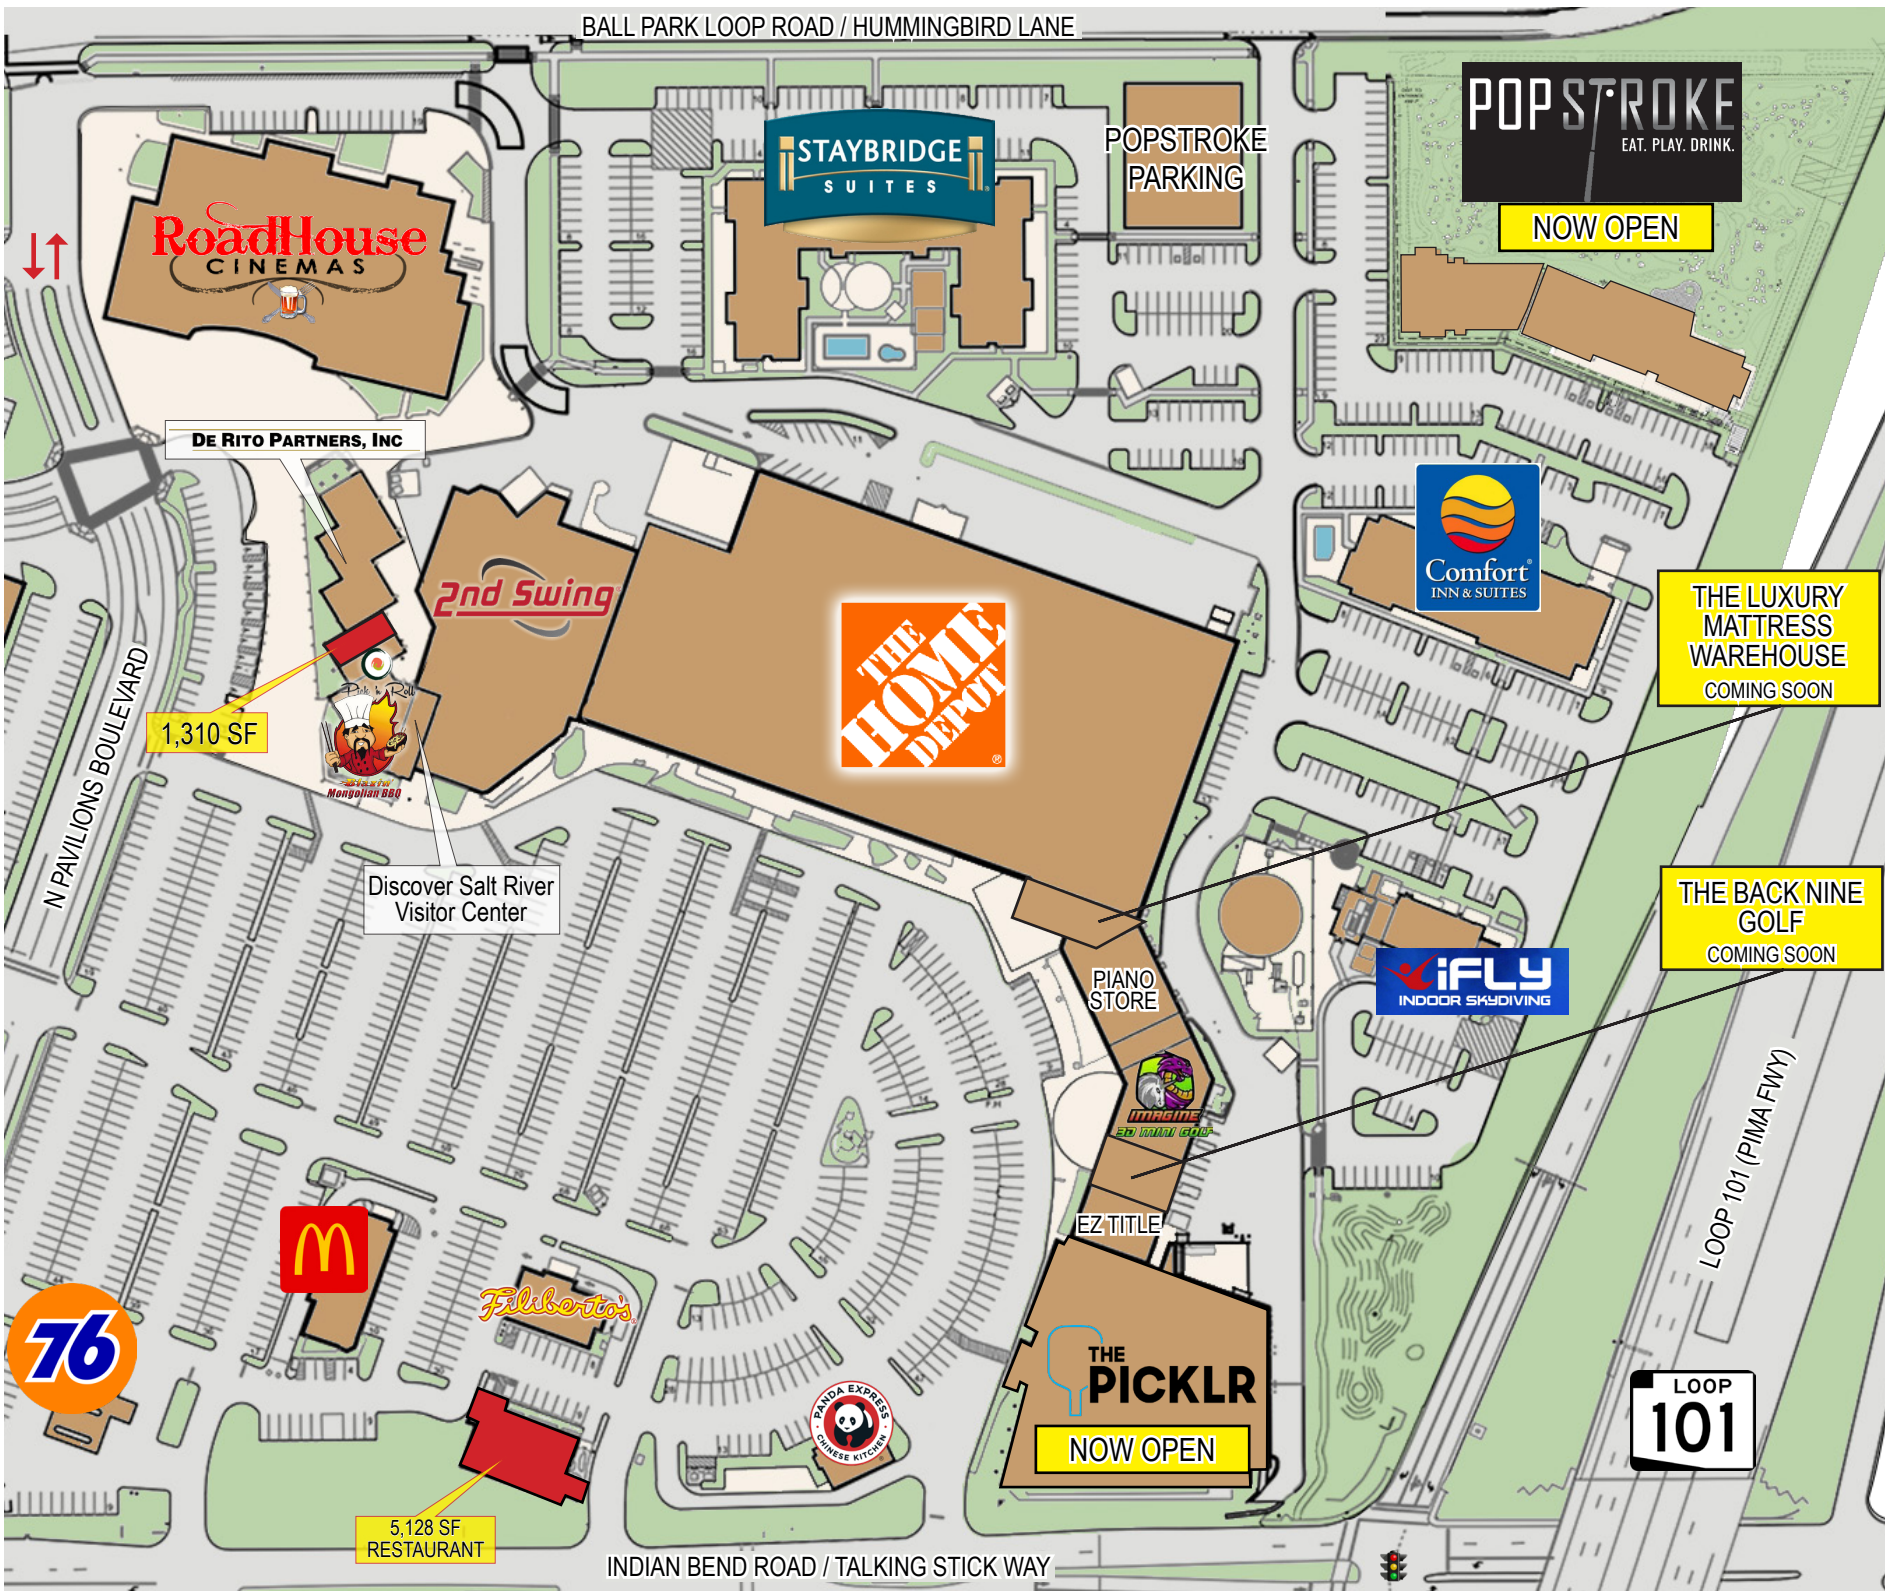 BALL PARK LOOP ROAD / HUMMINGBIRD LANE
POPSTROKE
EAT. PLAY. DRINK.
NOW OPEN
STAYBRIDGE
SUITES
POPSTROKE
PARKING
RoadHouse
CINEMAS
DE RITO PARTNERS, INC
2nd Swing
THE
HOME
DEPOT
Comfort
INN & SUITES
THE LUXURY
MATTRESS
WAREHOUSE
COMING SOON
1,310 SF
Pick 'n Roll
Blazin'
Mongolian BBQ
N PAVILIONS BOULEVARD
Discover Salt River
Visitor Center
THE BACK NINE
GOLF
COMING SOON
PIANO
STORE
iFLY
INDOOR SKYDIVING
IMAGINE
3D MINI GOLF
LOOP 101 (PIMA FWY)
EZ TITLE
76
Filiberto's
THE
PICKLR
NOW OPEN
PANDA EXPRESS
CHINESE KITCHEN
LOOP
101
5,128 SF
RESTAURANT
INDIAN BEND ROAD / TALKING STICK WAY